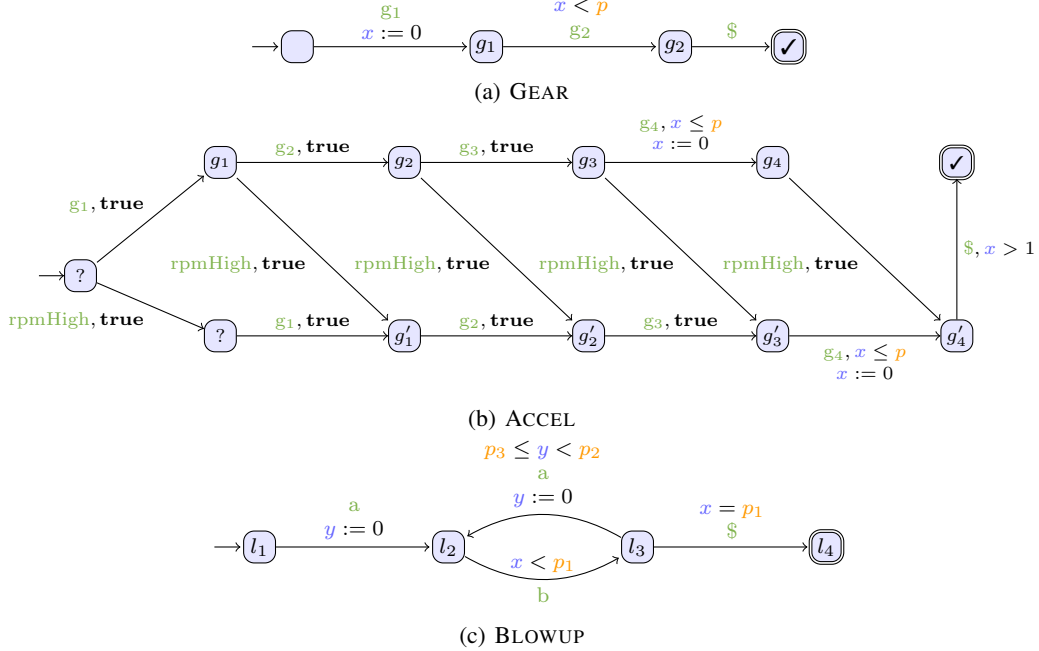 g₁
x := 0
x < p
g₂
$
g₁
g₂
✓
(a) GEAR
g₁, true
rpmHigh, true
?
?
g₁
g₂, true
g₂
g₃, true
g₃
g₄, x ≤ p
x := 0
g₄
✓
rpmHigh, true
rpmHigh, true
rpmHigh, true
rpmHigh, true
$, x > 1
g₁, true
g′₁
g₂, true
g′₂
g₃, true
g′₃
g₄, x ≤ p
x := 0
g′₄
(b) ACCEL
p₃ ≤ y < p₂
a
y := 0
a
y := 0
x = p₁
$
l₁
l₂
l₃
l₄
x < p₁
b
(c) BLOWUP